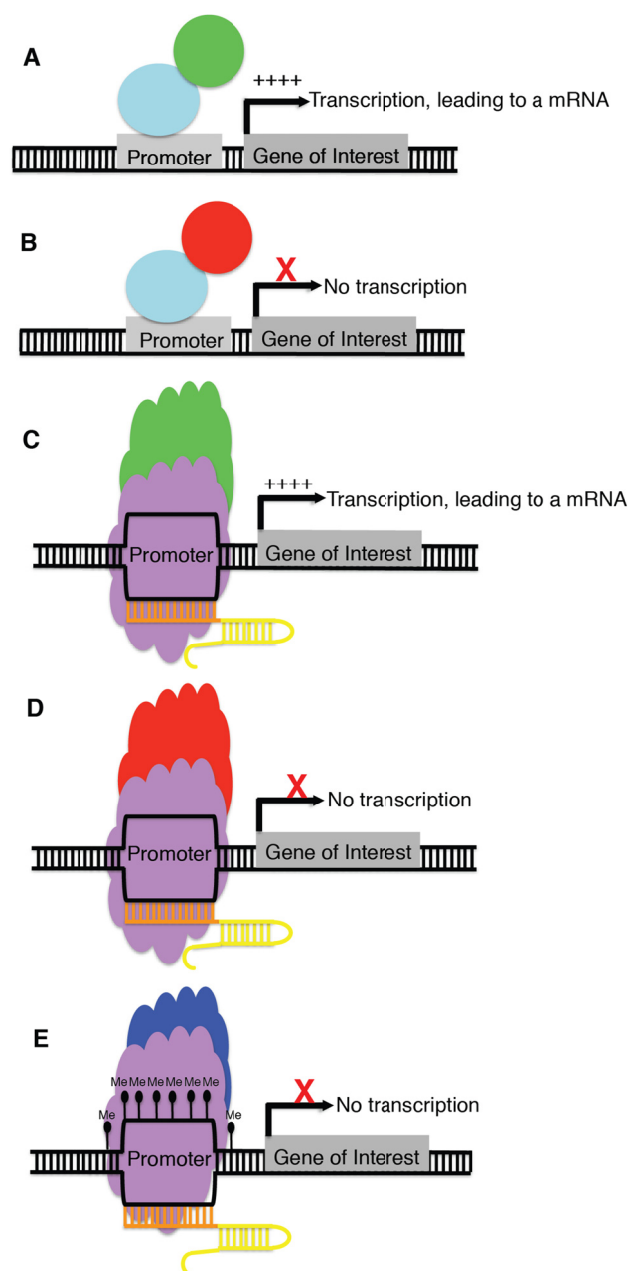 A
++++
Transcription, leading to a mRNA
Promoter
Gene of Interest
B
X
No transcription
Promoter
Gene of Interest
C
++++
Transcription, leading to a mRNA
Promoter
Gene of Interest
D
X
No transcription
Promoter
Gene of Interest
E
Me Me Me Me Me Me
X
No transcription
Me Me
Promoter
Gene of Interest